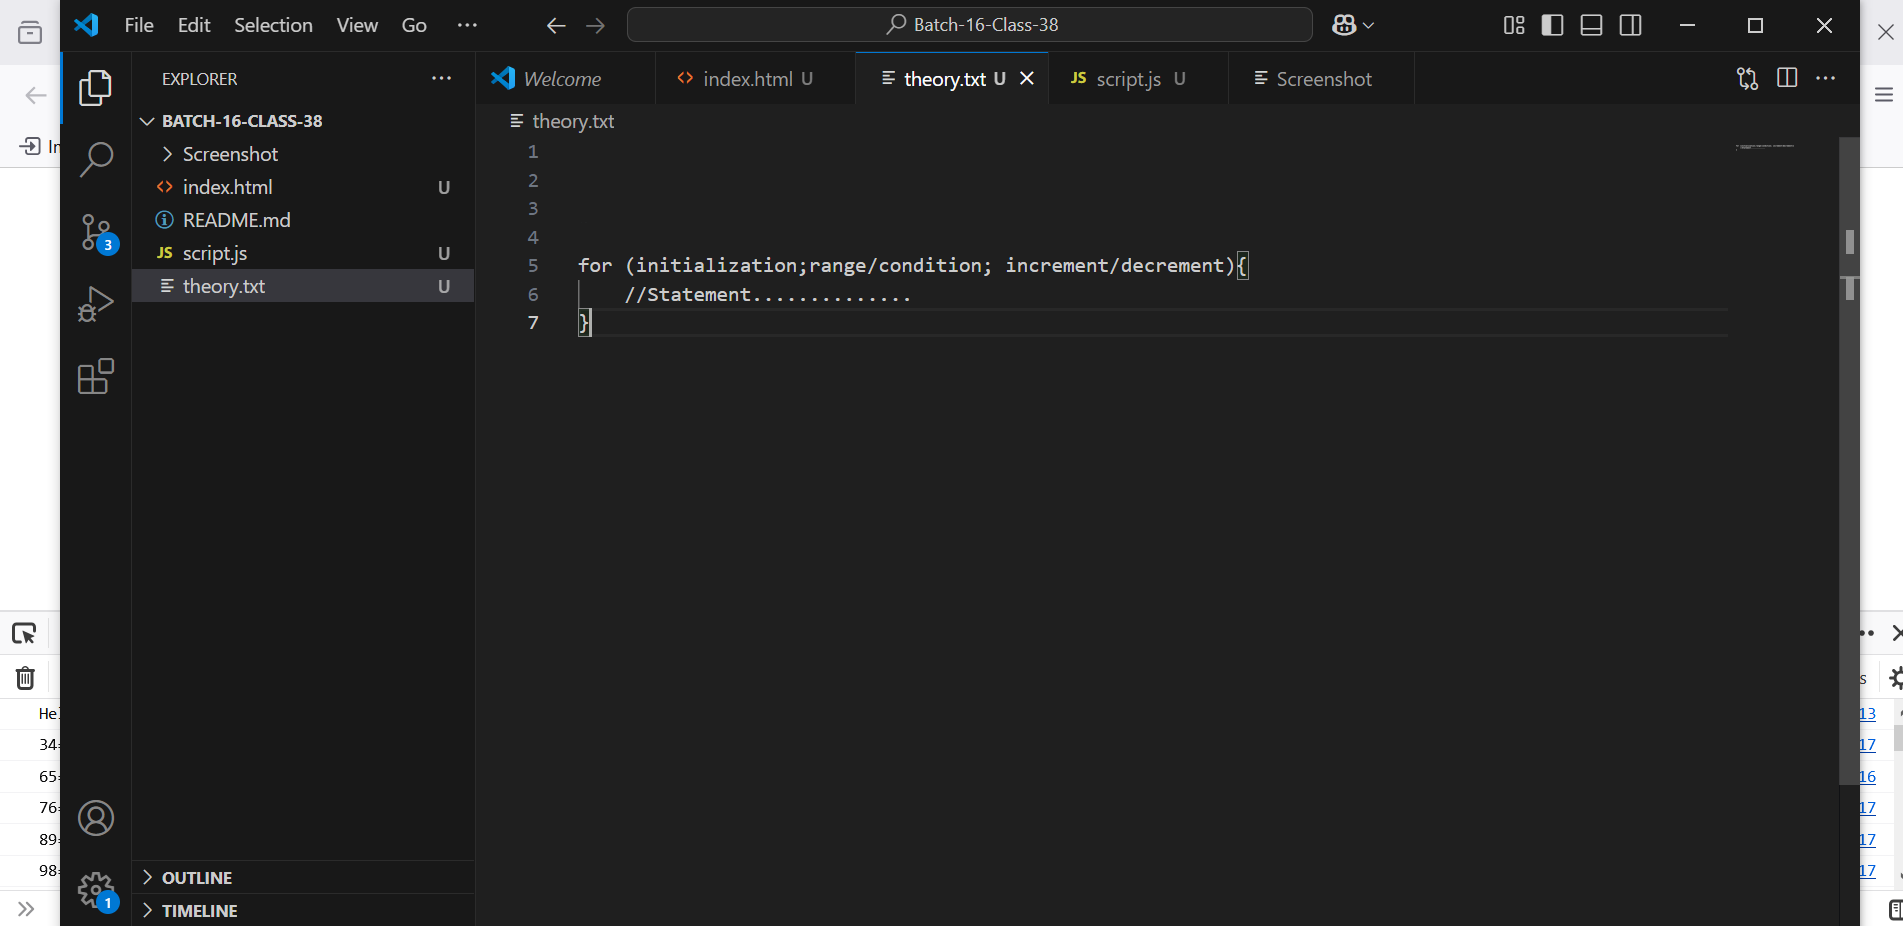 File Edit Selection View Go ··· Batch-16-Class-38
EXPLORER ···
Welcome index.html U theory.txt U script.js U Screenshot
BATCH-16-CLASS-38
theory.txt
Screenshot
index.html U
README.md
JS script.js U
theory.txt U
3
1
2
3
4
5 for (initialization;range/condition; increment/decrement){
6 //Statement..............
7 }
OUTLINE
TIMELINE
1
34
65
76
89
98
13
17
16
17
17
17